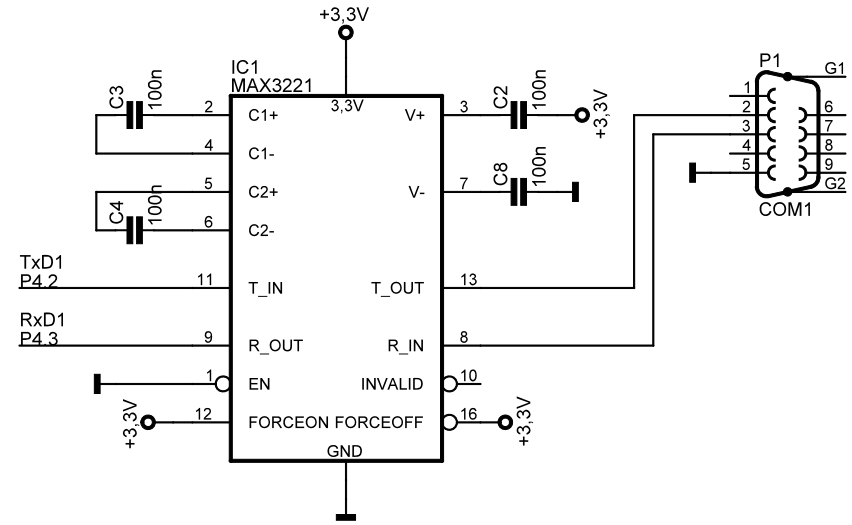 +3,3V
IC1
MAX3221
3,3V
C3
100n
2
C1+
4
C1-
5
C2+
C4
100n
6
C2-
TxD1
P4.2
11
T_IN
RxD1
P4.3
9
R_OUT
1
EN
+3,3V
12
FORCEON
FORCEOFF
16
+3,3V
GND
V+
3
C2
100n
+3,3V
V-
7
C8
100n
T_OUT
13
R_IN
8
INVALID
10
P1
G1
1
2
3
4
5
6
7
8
9
G2
COM1